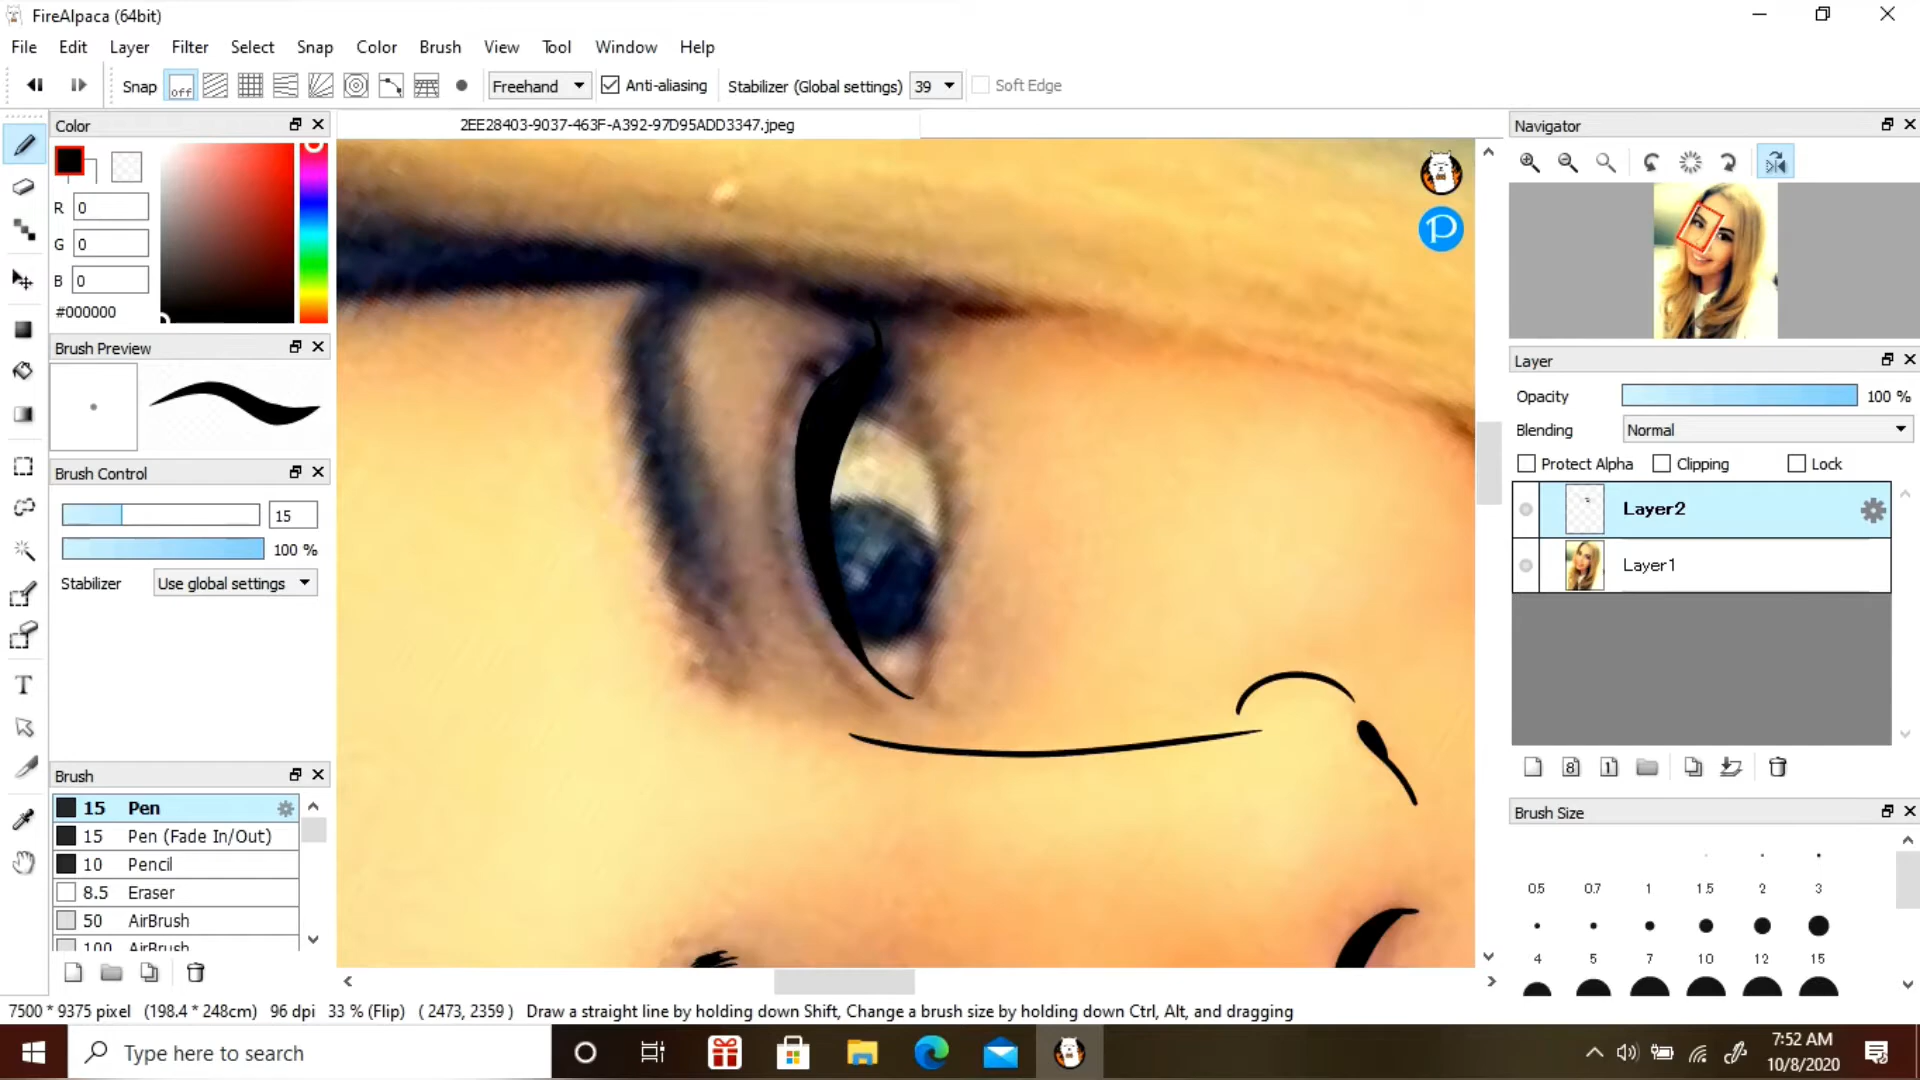 FireAlpaca (64bit)
File Edit Layer Filter Select Snap Color Brush View Tool Window Help
Snap off Freehand Anti-aliasing Stabilizer (Global settings) 39 Soft Edge
Color
2EE28403-9037-463F-A392-97D95ADD3347.jpeg
Navigator
R 0
G 0
B 0
#000000
Brush Preview
Layer
Opacity 100 %
Blending Normal
Protect Alpha Clipping Lock
Brush Control
15
100 %
Stabilizer Use global settings
Layer2
Layer1
8 1
T
P
Brush
15 Pen
15 Pen (Fade In/Out)
10 Pencil
8.5 Eraser
50 AirBrush
100 AirBrush
Brush Size
0.5 0.7 1 1.5 2 3
4 5 7 10 12 15
7500 * 9375 pixel (198.4 * 248cm) 96 dpi 33 % (Flip) ( 2473, 2359 ) Draw a straight line by holding down Shift, Change a brush size by holding down Ctrl, Alt, and dragging
Type here to search
7:52 AM
10/8/2020